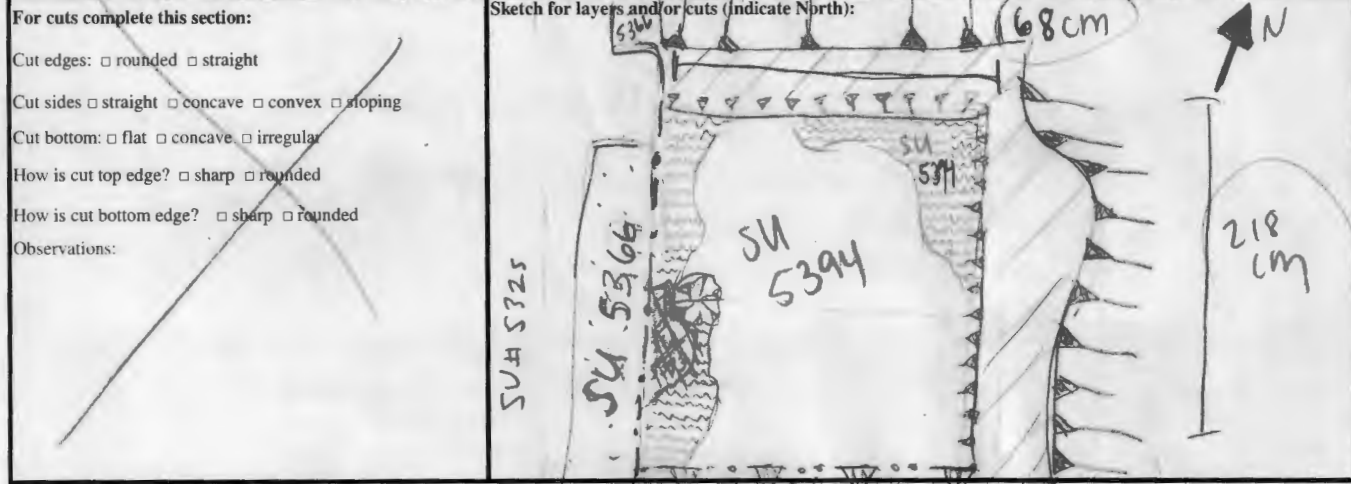 For cuts complete this section:
Cut edges: □ rounded □ straight
Cut sides □ straight □ concave □ convex □ sloping
Cut bottom: □ flat □ concave □ irregular
How is cut top edge? □ sharp □ rounded
How is cut bottom edge? □ sharp □ rounded
Observations:
Sketch for layers and/or cuts (indicate North):
5366
68cm
N
SU
5394
SU
5394
SU 5366
SU# 5325
218
cm